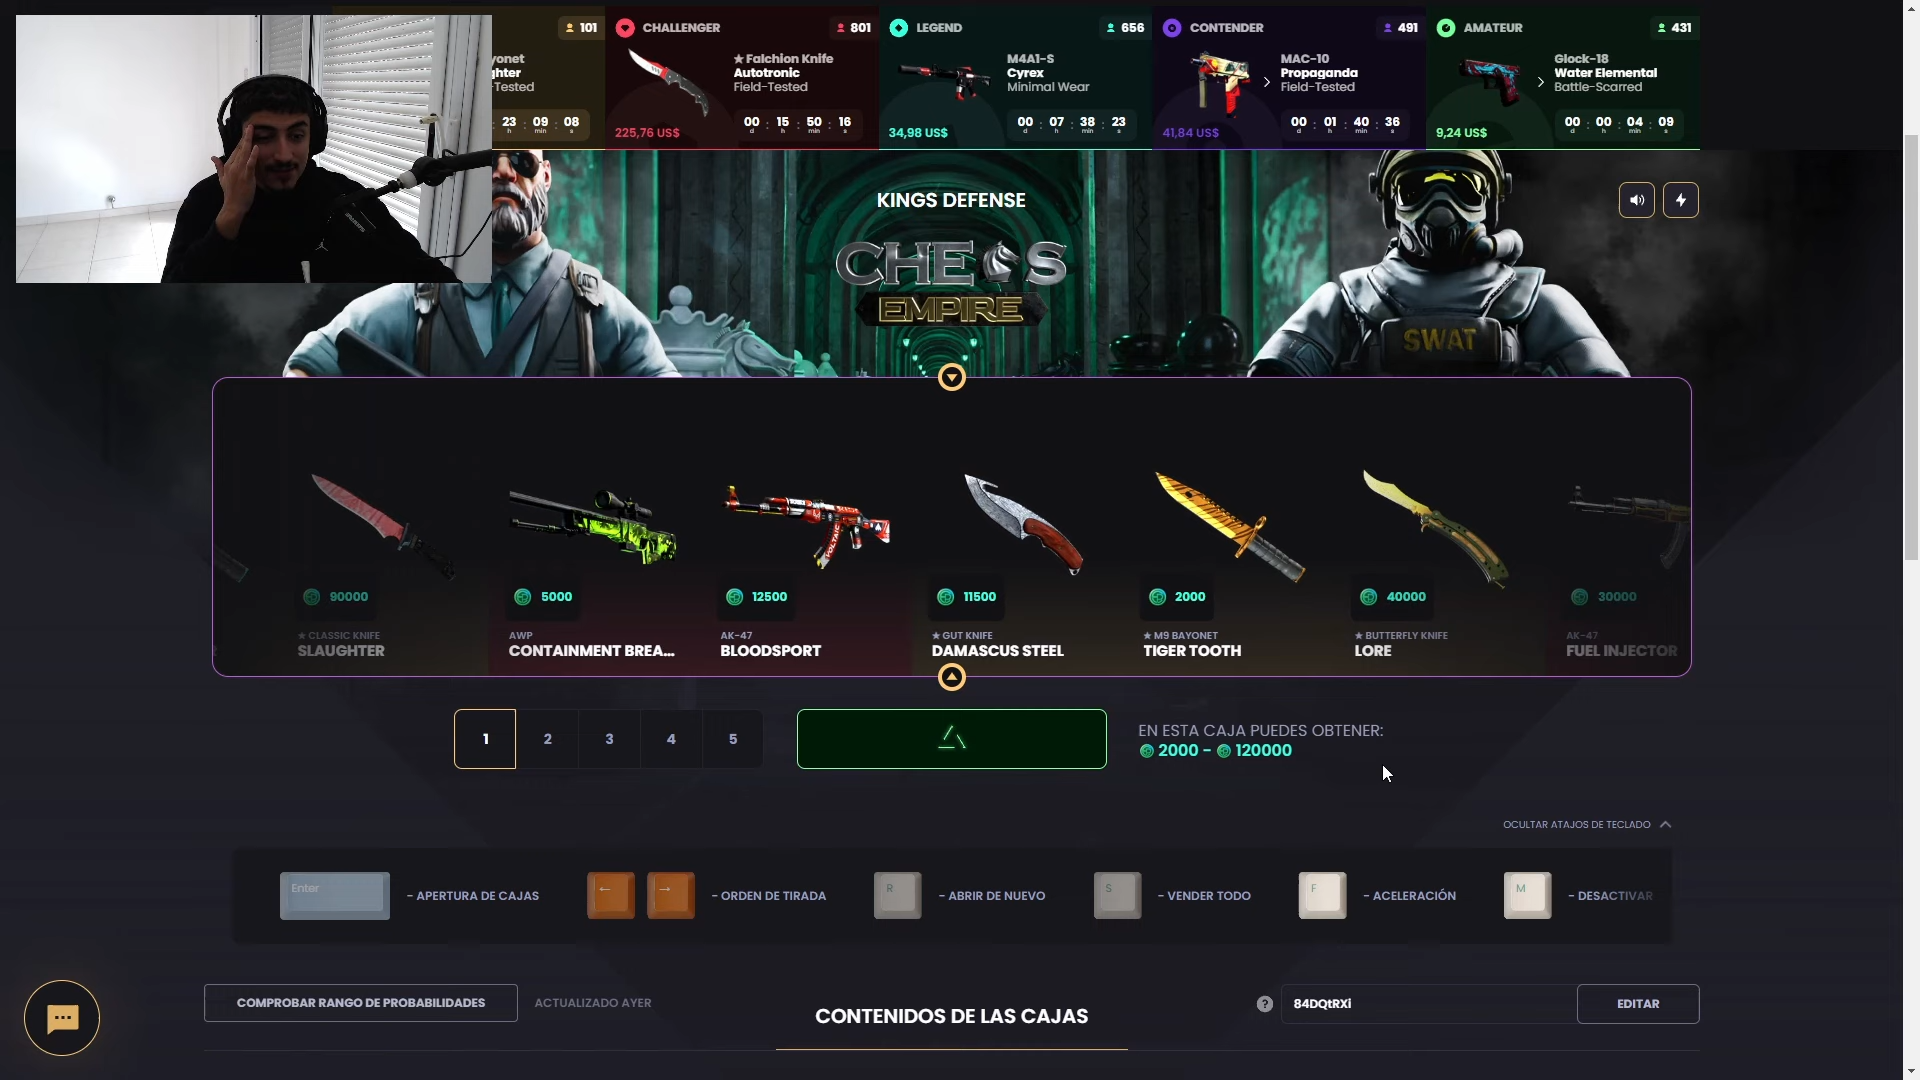 101
CHALLENGER
801
LEGEND
656
CONTENDER
491
AMATEUR
431
★ Falchion Knife
Autotronic
Field-Tested
225,76 US$
23 : 09 : 08
h min s
00 : 15 : 50 : 16
d h min s
M4A1-S
Cyrex
Minimal Wear
34,98 US$
00 : 07 : 38 : 23
d h min s
MAC-10
Propaganda
Field-Tested
41,84 US$
00 : 01 : 40 : 36
d h min s
Glock-18
Water Elemental
Battle-Scarred
9,24 US$
00 : 00 : 04 : 09
d h min s
KINGS DEFENSE
CHESS
EMPIRE
SWAT
90000
★ CLASSIC KNIFE
SLAUGHTER
5000
AWP
CONTAINMENT BREA...
12500
AK-47
BLOODSPORT
11500
★ GUT KNIFE
DAMASCUS STEEL
2000
★ M9 BAYONET
TIGER TOOTH
40000
★ BUTTERFLY KNIFE
LORE
30000
AK-47
FUEL INJECTOR
1 2 3 4 5
EN ESTA CAJA PUEDES OBTENER:
2000 - 120000
OCULTAR ATAJOS DE TECLADO
Enter
- APERTURA DE CAJAS
← →
- ORDEN DE TIRADA
R
- ABRIR DE NUEVO
S
- VENDER TODO
F
- ACELERACIÓN
M
- DESACTIVAR
COMPROBAR RANGO DE PROBABILIDADES
ACTUALIZADO AYER
CONTENIDOS DE LAS CAJAS
?
84DQtRXi
EDITAR